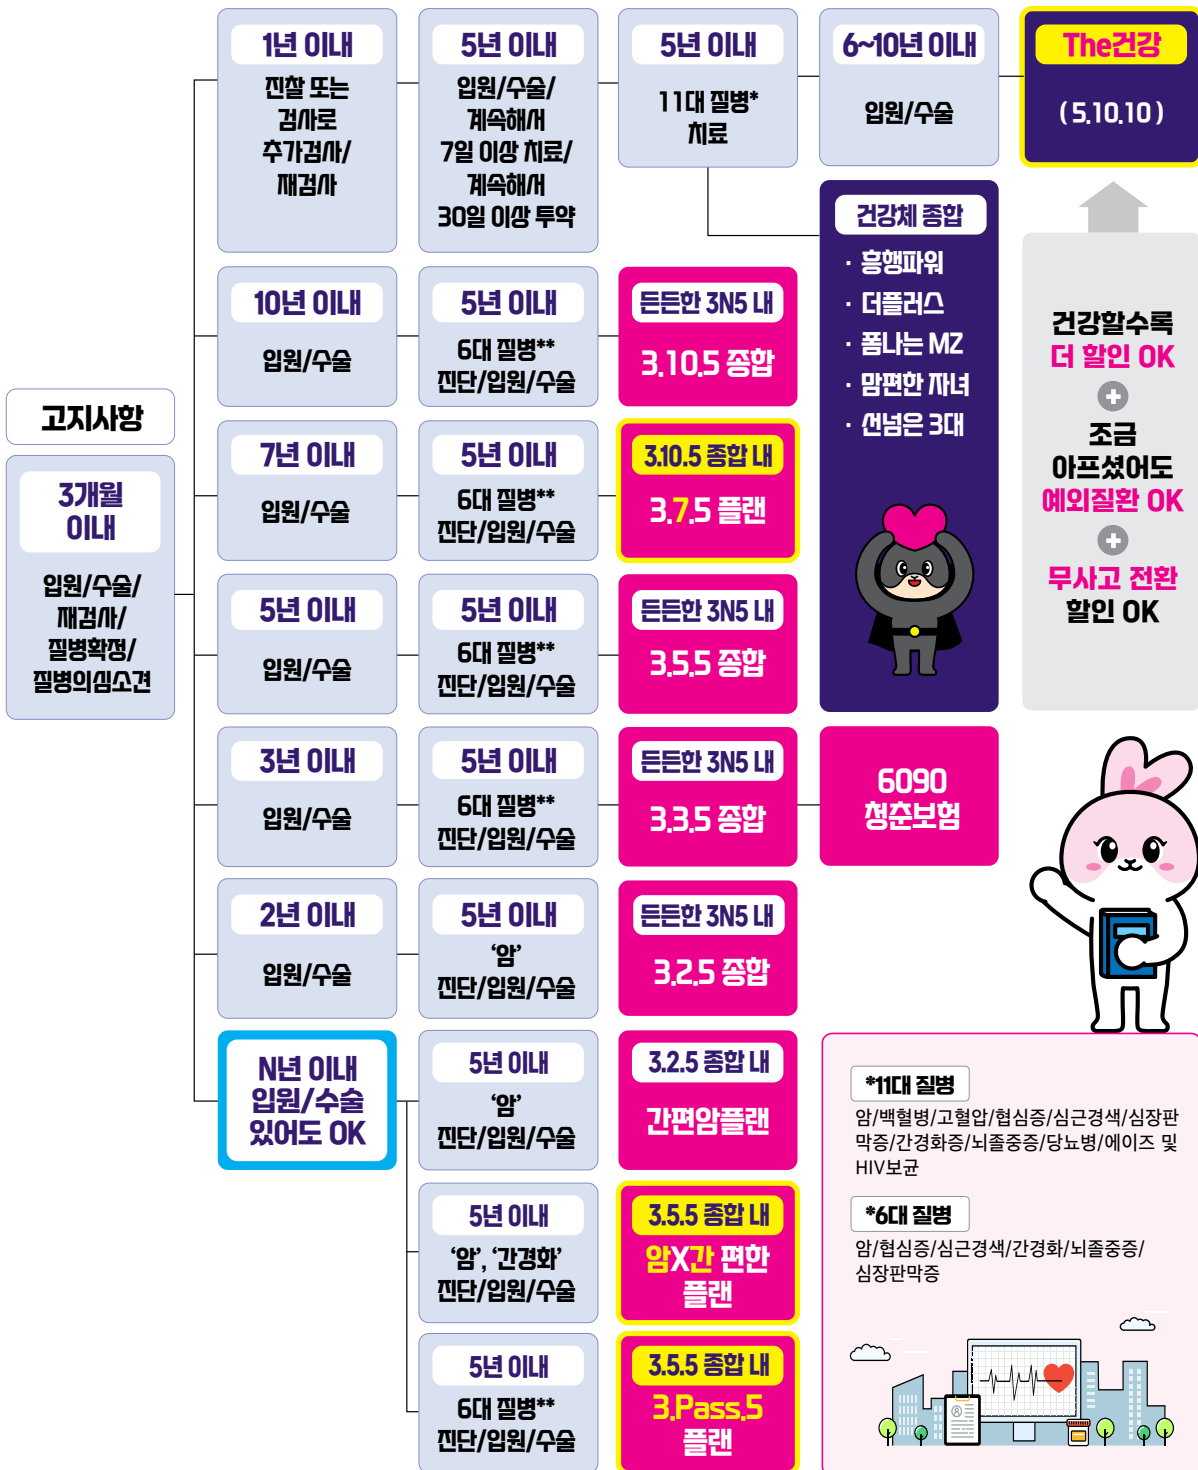 고지사항
3개월
이내
입원/수술/
재검사/
질병확정/
질병의심소견
1년 이내
진찰 또는
검사로
추가검사/
재검사
5년 이내
입원/수술/
계속해서
7일 이상 치료/
계속해서
30일 이상 투약
5년 이내
11대 질병*
치료
6~10년 이내
입원/수술
The건강
(5.10.10)
건강체 종합
· 흥행파워
· 더플러스
· 폼나는 MZ
· 맘편한 자녀
· 선넘은 3대
건강할수록
더 할인 OK
+
조금
아프셨어도
예외질환 OK
+
무사고 전환
할인 OK
10년 이내
입원/수술
5년 이내
6대 질병**
진단/입원/수술
든든한 3N5 내
3.10.5 종합
7년 이내
입원/수술
5년 이내
6대 질병**
진단/입원/수술
3.10.5 종합 내
3.7.5 플랜
5년 이내
입원/수술
5년 이내
6대 질병**
진단/입원/수술
든든한 3N5 내
3.5.5 종합
3년 이내
입원/수술
5년 이내
6대 질병**
진단/입원/수술
든든한 3N5 내
3.3.5 종합
6090
청춘보험
2년 이내
입원/수술
5년 이내
‘암’
진단/입원/수술
든든한 3N5 내
3.2.5 종합
N년 이내
입원/수술
있어도 OK
5년 이내
‘암’
진단/입원/수술
3.2.5 종합 내
간편암플랜
5년 이내
‘암’, ‘간경화’
진단/입원/수술
3.5.5 종합 내
암X간 편한
플랜
5년 이내
6대 질병**
진단/입원/수술
3.5.5 종합 내
3.Pass.5
플랜
*11대 질병
암/백혈병/고혈압/협심증/심근경색/심장판
막증/간경화증/뇌졸중증/당뇨병/에이즈 및
HIV보균
*6대 질병
암/협심증/심근경색/간경화/뇌졸중증/
심장판막증